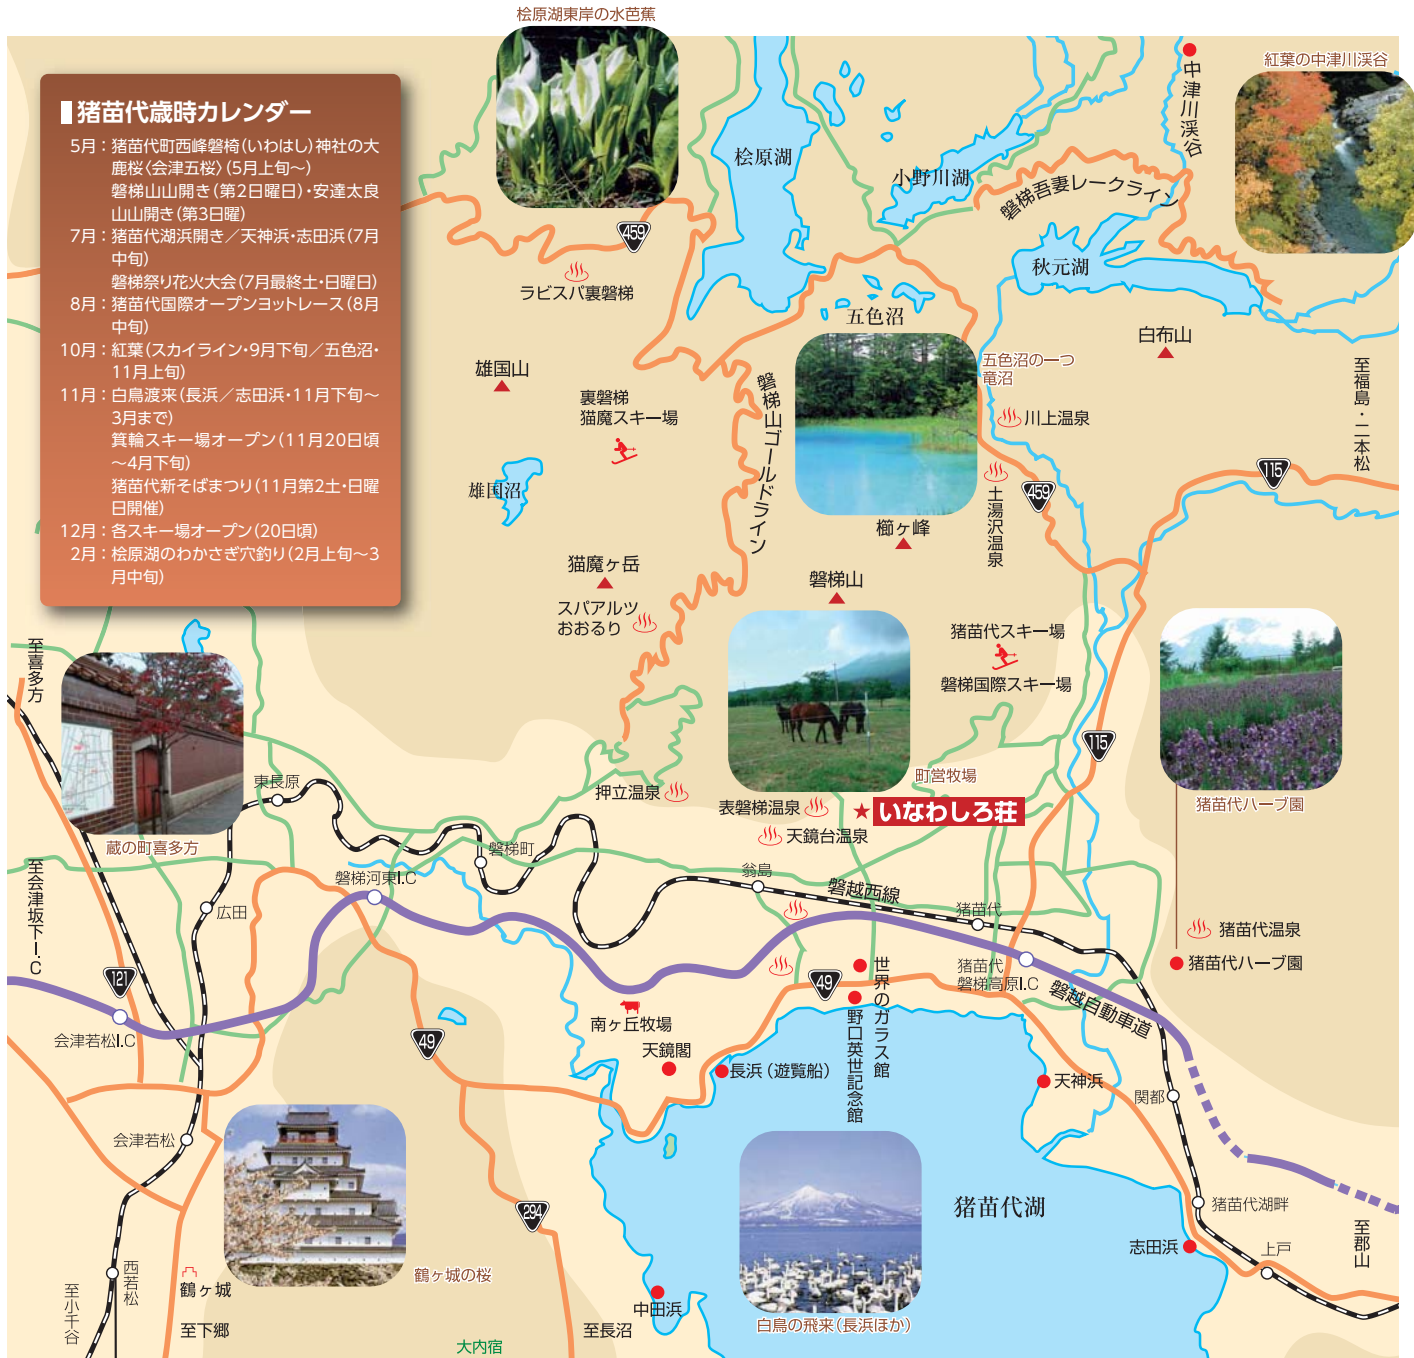 桧原湖東岸の水芭蕉
紅葉の中津川渓谷
猪苗代歳時カレンダー
5月：猪苗代町西峰磐椅（いわはし）神社の大
鹿桜〈会津五桜〉（5月上旬～）
磐梯山山開き（第2日曜日）・安達太良
山山開き（第3日曜）
7月：猪苗代湖浜開き／天神浜・志田浜（7月
中旬）
磐梯祭り花火大会（7月最終土・日曜日）
8月：猪苗代国際オープンヨットレース（8月
中旬）
10月：紅葉（スカイライン・9月下旬／五色沼・
11月上旬）
11月：白鳥渡来（長浜／志田浜・11月下旬～
3月まで）
箕輪スキー場オープン（11月20日頃
～4月下旬）
猪苗代新そばまつり（11月第2土・日曜
日開催）
12月：各スキー場オープン（20日頃）
2月：桧原湖のわかさぎ穴釣り（2月上旬～3
月中旬）
中津川渓谷
桧原湖
小野川湖
磐梯吾妻レークライン
459
秋元湖
ラビスパ裏磐梯
五色沼
白布山
五色沼の一つ
竜沼
至福島・二本松
雄国山
裏磐梯
猫魔スキー場
磐梯山ゴールドライン
川上温泉
115
雄国沼
土湯沢温泉
459
櫛ヶ峰
猫魔ヶ岳
磐梯山
スパアルツ
おおるり
猪苗代スキー場
磐梯国際スキー場
至喜多方
115
東長原
押立温泉
町営牧場
表磐梯温泉
いなわしろ荘
天鏡台温泉
猪苗代ハーブ園
蔵の町喜多方
磐梯町
至会津坂下I.C
磐梯河東I.C
翁島
磐越西線
広田
猪苗代
猪苗代温泉
猪苗代ハーブ園
121
世界のガラス館
猪苗代
磐梯高原I.C
49
磐越自動車道
会津若松I.C
南ヶ丘牧場
野口英世記念館
49
天鏡閣
長浜（遊覧船）
天神浜
関都
会津若松
294
猪苗代湖
猪苗代湖畔
志田浜
上戸
至郡山
西若松
鶴ヶ城
鶴ヶ城の桜
至小千谷
中田浜
白鳥の飛来（長浜ほか）
至下郷
至長沼
大内宿